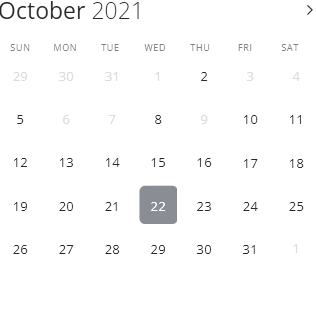 October 2021 >
SUN MON TUE WED THU FRI SAT
29 30 31 1 2 3 4
5 6 7 8 9 10 11
12 13 14 15 16 17 18
19 20 21 22 23 24 25
26 27 28 29 30 31 1